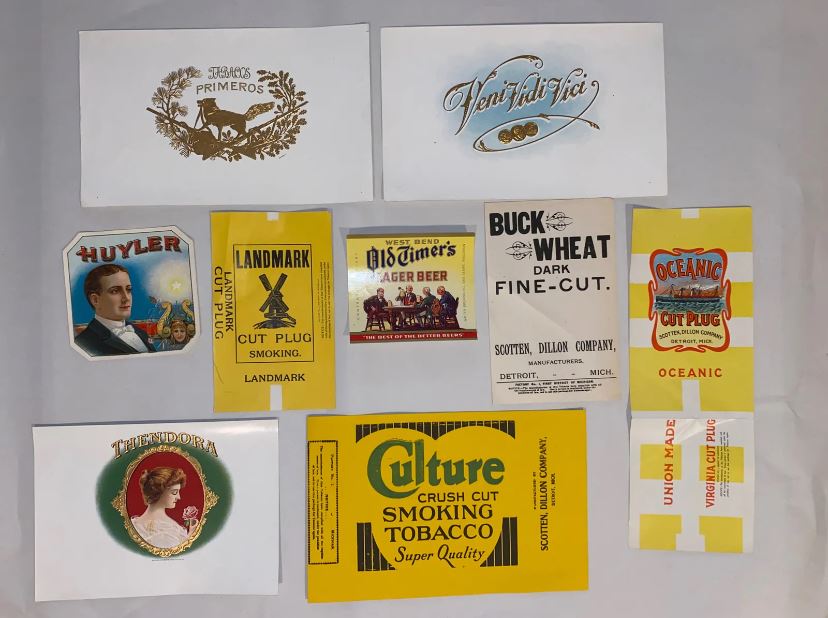 TABACOS
PRIMEROS
Veni Vidi Vici
HUYLER
LANDMARK
CUT PLUG
LANDMARK
CUT PLUG
SMOKING.
LANDMARK
WEST BEND
Old Timer's
LAGER BEER
"THE BEST OF THE BETTER BEERS"
BUCK
WHEAT
DARK
FINE-CUT.
SCOTTEN, DILLON COMPANY,
MANUFACTURERS.
DETROIT, - - MICH.
OCEANIC
CUT PLUG
SCOTTEN, DILLON COMPANY
DETROIT, MICH.
OCEANIC
UNION MADE
VIRGINIA CUT PLUG
THENDORA
Culture
CRUSH CUT
SMOKING
TOBACCO
Super Quality
SCOTTEN, DILLON COMPANY,
DETROIT, MICH.